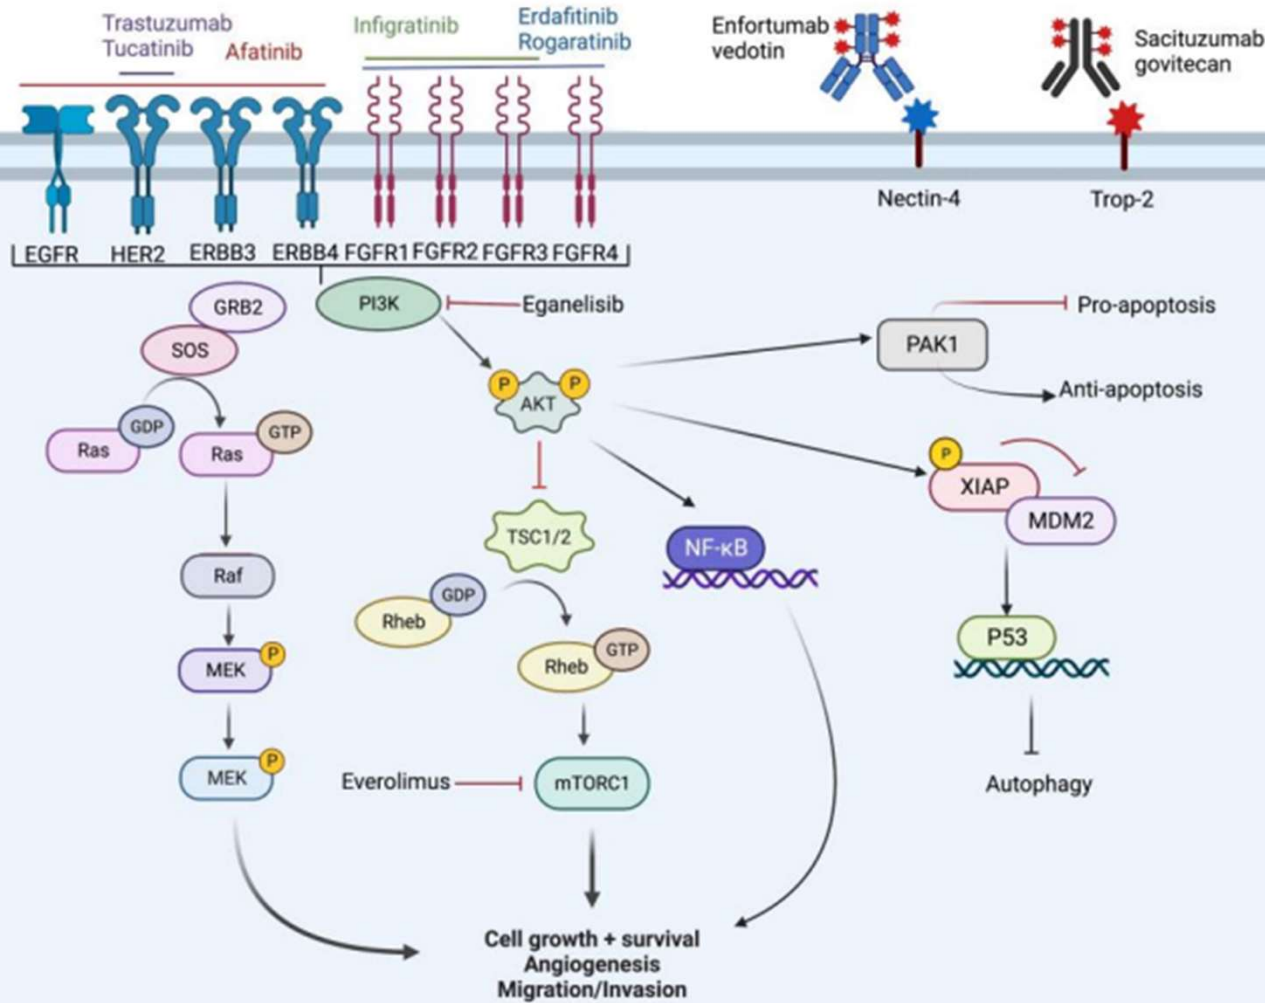 Trastuzumab
Tucatinib
Afatinib
Infigratinib
Erdafitinib
Rogaratinib
Enfortumab
vedotin
Sacituzumab
govitecan
Nectin-4
Trop-2
EGFR
HER2
ERBB3
ERBB4
FGFR1
FGFR2
FGFR3
FGFR4
GRB2
SOS
PI3K
Eganelisib
Ras
GDP
Ras
GTP
P
AKT
P
PAK1
Pro-apoptosis
Anti-apoptosis
P
XIAP
MDM2
TSC1/2
NF-κB
Raf
Rheb
GDP
Rheb
GTP
MEK
P
P53
MEK
P
Everolimus
mTORC1
Autophagy
Cell growth + survival
Angiogenesis
Migration/Invasion